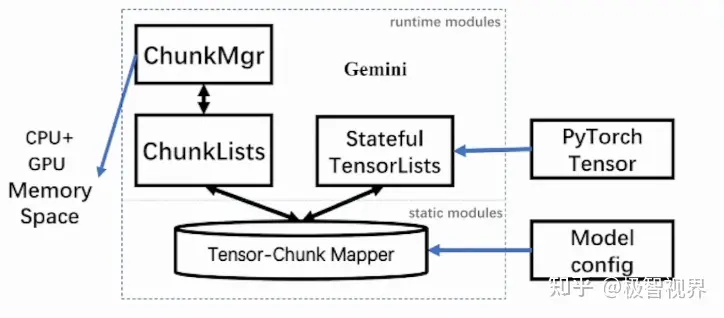 runtime modules
ChunkMgr
Gemini
CPU+
GPU
Memory
Space
ChunkLists
Stateful
TensorLists
PyTorch
Tensor
static modules
Tensor-Chunk Mapper
Model
config
知乎 @极智视界